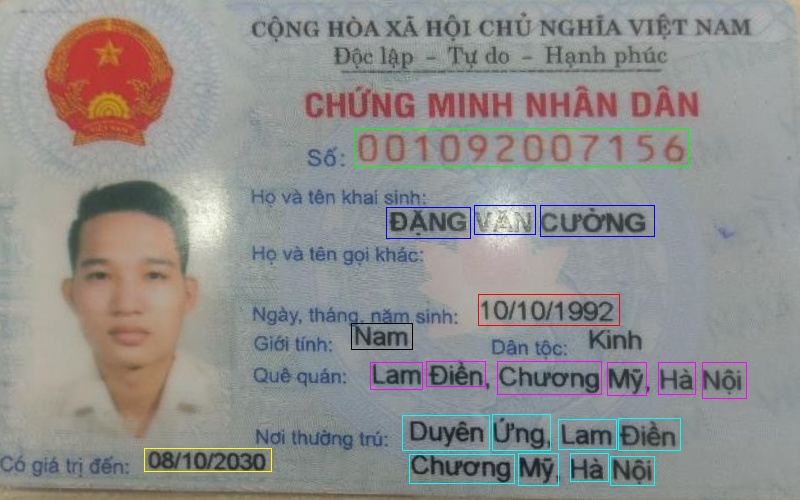 CỘNG HÒA XÃ HỘI CHỦ NGHĨA VIỆT NAM
Độc lập - Tự do - Hạnh phúc
CHỨNG MINH NHÂN DÂN
Số: 001092007156
Họ và tên khai sinh:
ĐẶNG VĂN CƯỜNG
Họ và tên gọi khác:
Ngày, tháng, năm sinh: 10/10/1992
Giới tính: Nam Dân tộc: Kinh
Quê quán: Lam Điền, Chương Mỹ, Hà Nội
Nơi thường trú: Duyên Ứng, Lam Điền
Có giá trị đến: 08/10/2030 Chương Mỹ, Hà Nội